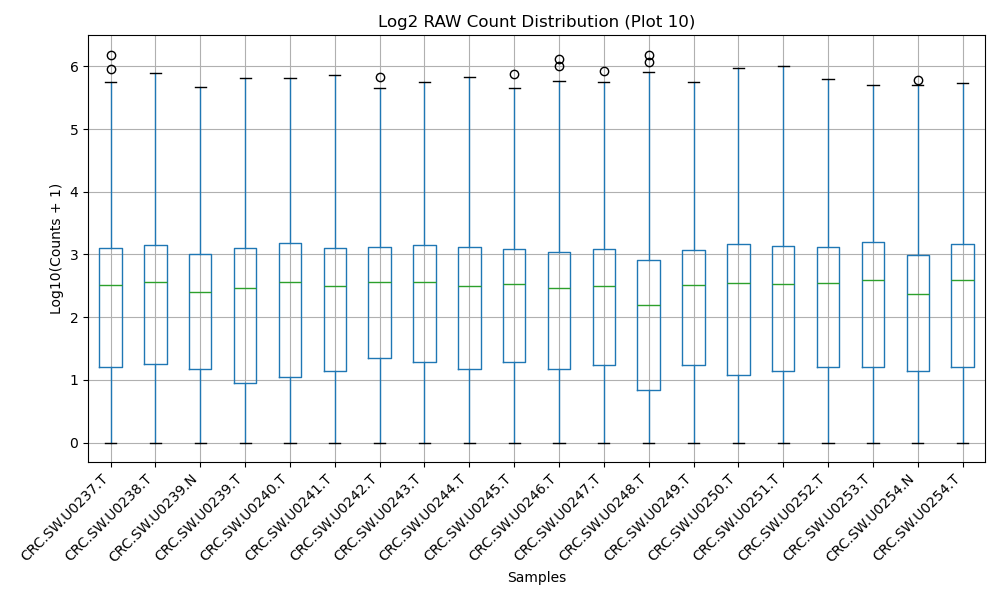 Log2 RAW Count Distribution (Plot 10)
Log10(Counts + 1)
6
5
4
3
2
1
0
CRC.SW.U0237.T
CRC.SW.U0238.T
CRC.SW.U0239.N
CRC.SW.U0239.T
CRC.SW.U0240.T
CRC.SW.U0241.T
CRC.SW.U0242.T
CRC.SW.U0243.T
CRC.SW.U0244.T
CRC.SW.U0245.T
CRC.SW.U0246.T
CRC.SW.U0247.T
CRC.SW.U0248.T
CRC.SW.U0249.T
CRC.SW.U0250.T
CRC.SW.U0251.T
CRC.SW.U0252.T
CRC.SW.U0253.T
CRC.SW.U0254.N
CRC.SW.U0254.T
Samples